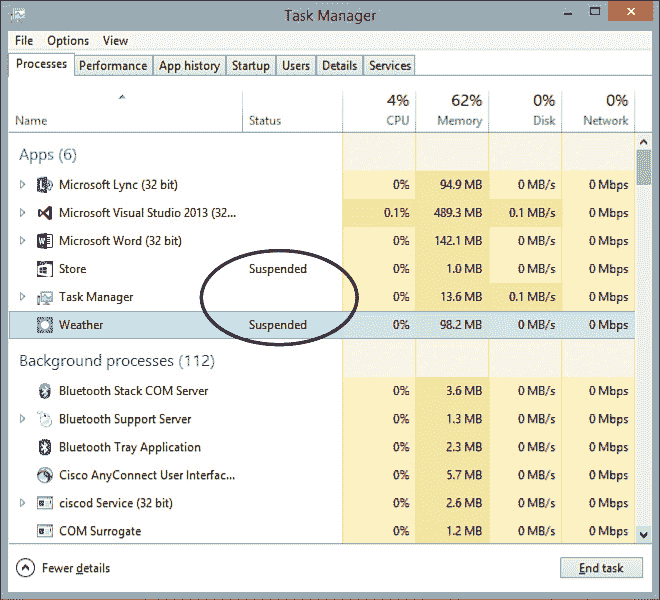 Task Manager
File Options View
Processes Performance App history Startup Users Details Services
4% 62% 0% 0%
Name Status CPU Memory Disk Network
Apps (6)
Microsoft Lync (32 bit) 0% 94.9 MB 0 MB/s 0 Mbps
Microsoft Visual Studio 2013 (32... 0.1% 489.3 MB 0.1 MB/s 0 Mbps
Microsoft Word (32 bit) 0% 142.1 MB 0 MB/s 0 Mbps
Store Suspended 0% 1.0 MB 0 MB/s 0 Mbps
Task Manager 0% 13.6 MB 0.1 MB/s 0 Mbps
Weather Suspended 0% 98.2 MB 0 MB/s 0 Mbps
Background processes (112)
Bluetooth Stack COM Server 0% 3.6 MB 0 MB/s 0 Mbps
Bluetooth Support Server 0% 1.3 MB 0 MB/s 0 Mbps
Bluetooth Tray Application 0% 2.3 MB 0 MB/s 0 Mbps
Cisco AnyConnect User Interfac... 0% 5.7 MB 0 MB/s 0 Mbps
ciscod Service (32 bit) 0% 2.6 MB 0 MB/s 0 Mbps
COM Surrogate 0% 1.2 MB 0 MB/s 0 Mbps
Fewer details End task